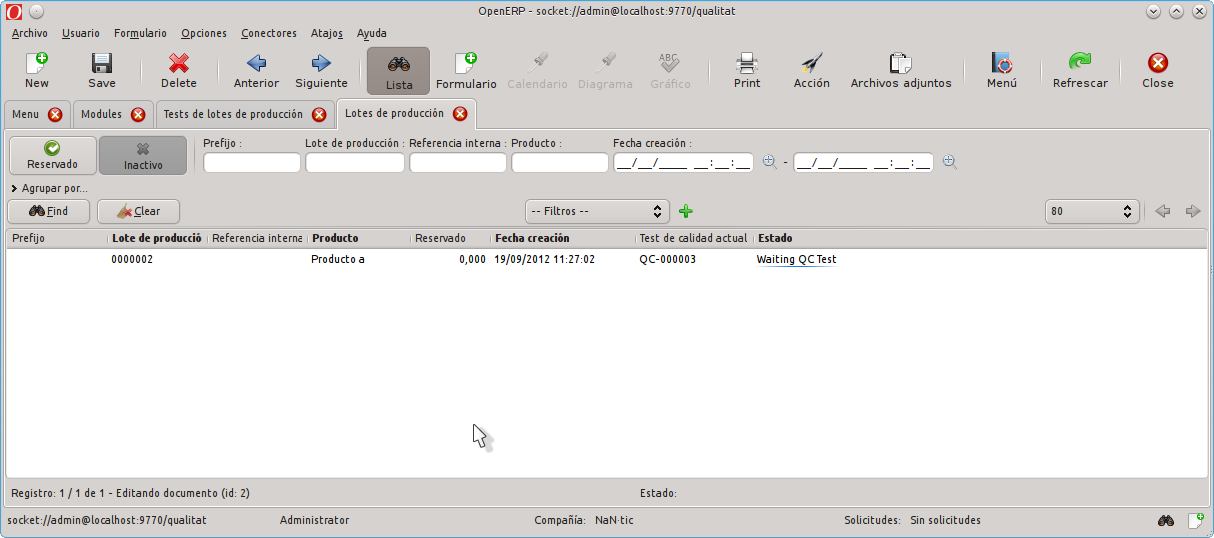 OpenERP - socket://admin@localhost:9770/qualitat
Archivo Usuario Formulario Opciones Conectores Atajos Ayuda
New Save Delete Anterior Siguiente Lista Formulario Calendario Diagrama ABC Gráfico Print Acción Archivos adjuntos Menú Refrescar Close
Menu Modules Tests de lotes de producción Lotes de producción
Reservado Inactivo Prefijo : Lote de producción : Referencia interna : Producto : Fecha creación :
__/__/____ __:__:__ - __/__/____ __:__:__
Agrupar por...
Find Clear -- Filtros -- 80
Prefijo Lote de producció Referencia interna Producto Reservado Fecha creación Test de calidad actual Estado
0000002 Producto a 0,000 19/09/2012 11:27:02 QC-000003 Waiting QC Test
Registro: 1 / 1 de 1 - Editando documento (id: 2) Estado:
socket://admin@localhost:9770/qualitat Administrator Compañía: NaN·tic Solicitudes: Sin solicitudes